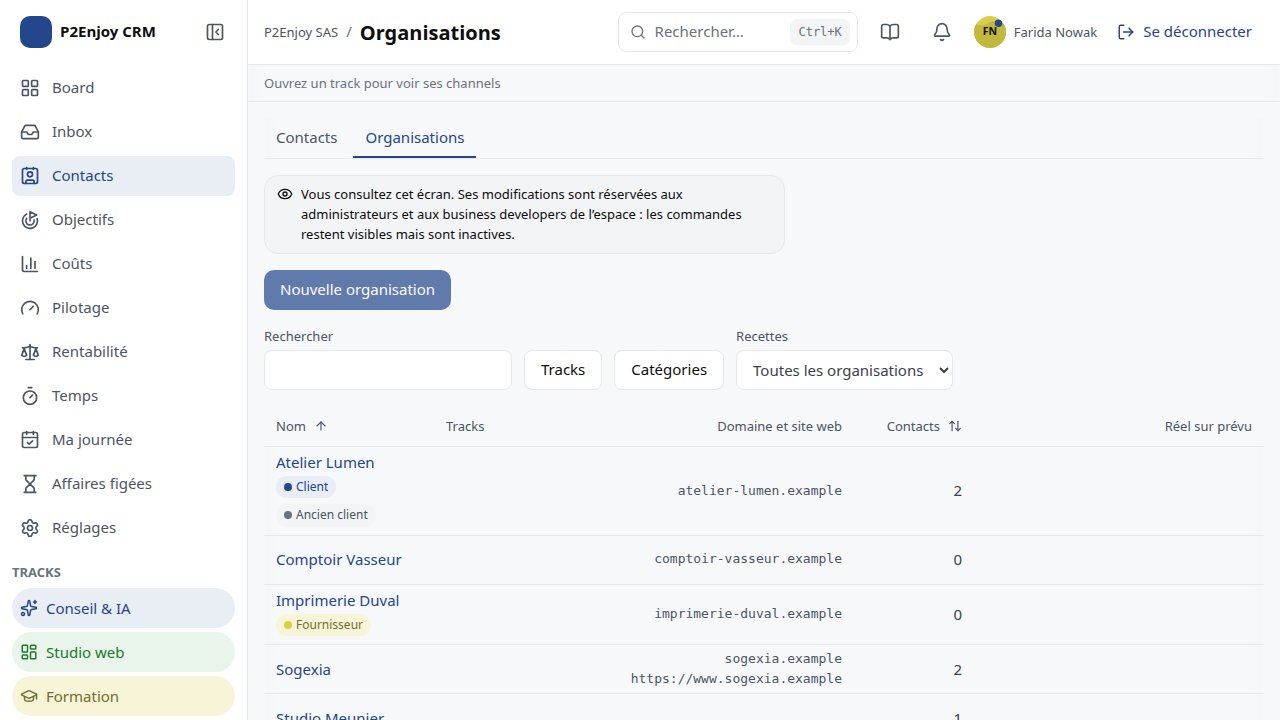 P2Enjoy CRM
P2Enjoy SAS / Organisations
Rechercher...
Ctrl+K
FN
Farida Nowak
Se déconnecter
Board
Inbox
Contacts
Objectifs
Coûts
Pilotage
Rentabilité
Temps
Ma journée
Affaires figées
Réglages
TRACKS
Conseil & IA
Studio web
Formation
Ouvrez un track pour voir ses channels
Contacts
Organisations
Vous consultez cet écran. Ses modifications sont réservées aux
administrateurs et aux business developers de l'espace : les commandes
restent visibles mais sont inactives.
Nouvelle organisation
Rechercher
Tracks
Catégories
Recettes
Toutes les organisations
Nom
Tracks
Domaine et site web
Contacts
Réel sur prévu
Atelier Lumen
Client
Ancien client
atelier-lumen.example
2
Comptoir Vasseur
comptoir-vasseur.example
0
Imprimerie Duval
Fournisseur
imprimerie-duval.example
0
Sogexia
sogexia.example
https://www.sogexia.example
2
Studio Meunier
1